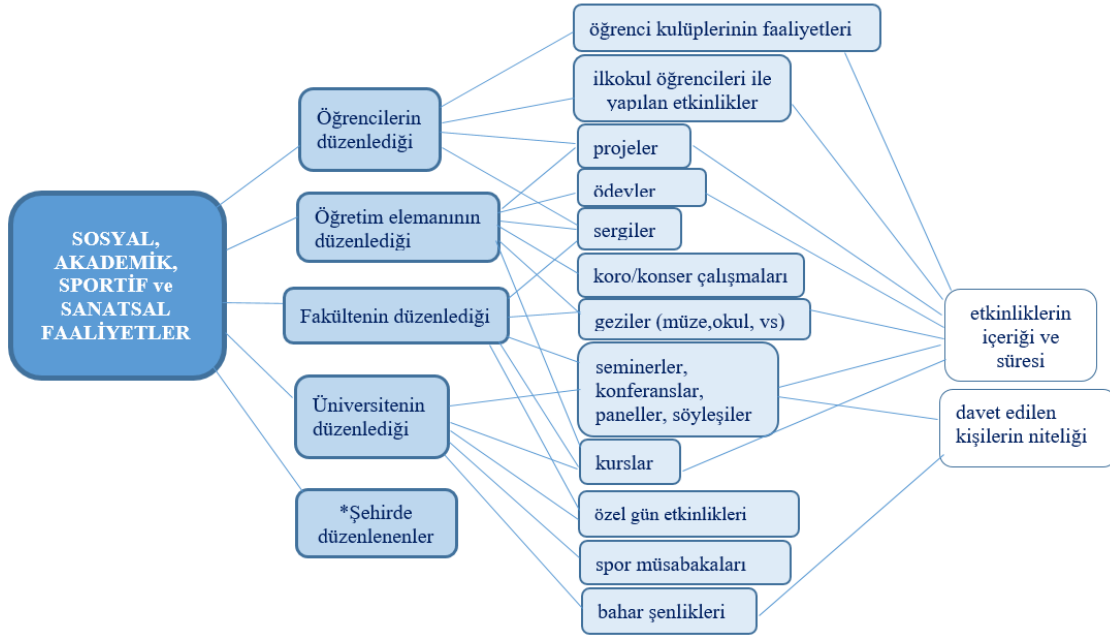 SOSYAL,
AKADEMİK,
SPORTİF ve
SANATSAL
FAALİYETLER
Öğrencilerin
düzenlediği
Öğretim elemanının
düzenlediği
Fakültenin düzenlediği
Üniversitenin
düzenlediği
*Şehirde
düzenlenenler
öğrenci kulüplerinin faaliyetleri
ilkokul öğrencileri ile
yapılan etkinlikler
projeler
ödevler
sergiler
koro/konser çalışmaları
geziler (müze,okul, vs)
seminerler,
konferanslar,
paneller, söyleşiler
kurslar
özel gün etkinlikleri
spor müsabakaları
bahar şenlikleri
etkinliklerin
içeriği ve
süresi
davet edilen
kişilerin niteliği